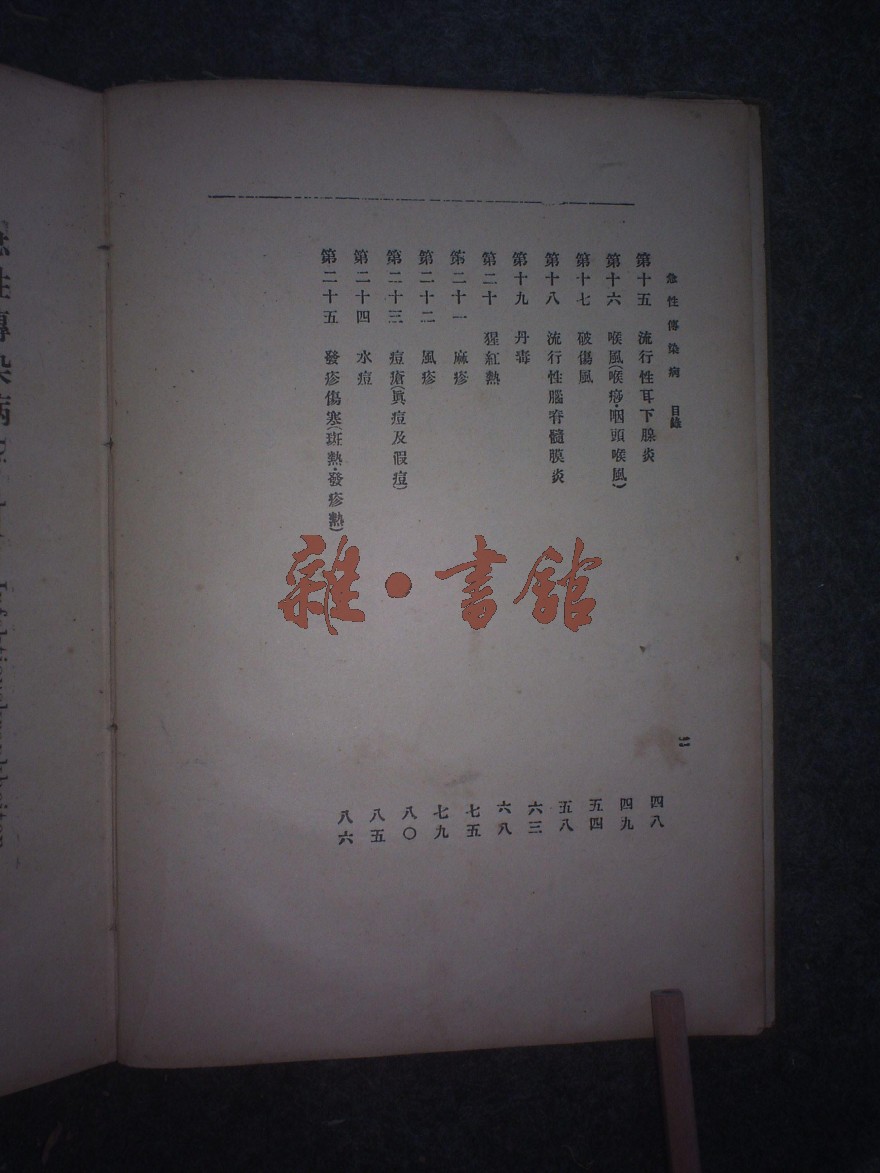 急性傳染病 目錄
第十五 流行性耳下腺炎 四八
第十六 喉風(喉痧·咽頭喉風) 四九
第十七 破傷風 五四
第十八 流行性腦脊髓膜炎 五八
第十九 丹毒 六三
第二十 猩紅熱 六八
第二十一 麻疹 七五
第二十二 風疹 七九
第二十三 痘瘡(眞痘及假痘) 八〇
第二十四 水痘 八五
第二十五 發疹傷寒(斑熱·發疹熱) 八六
雜·書館
急性傳染病